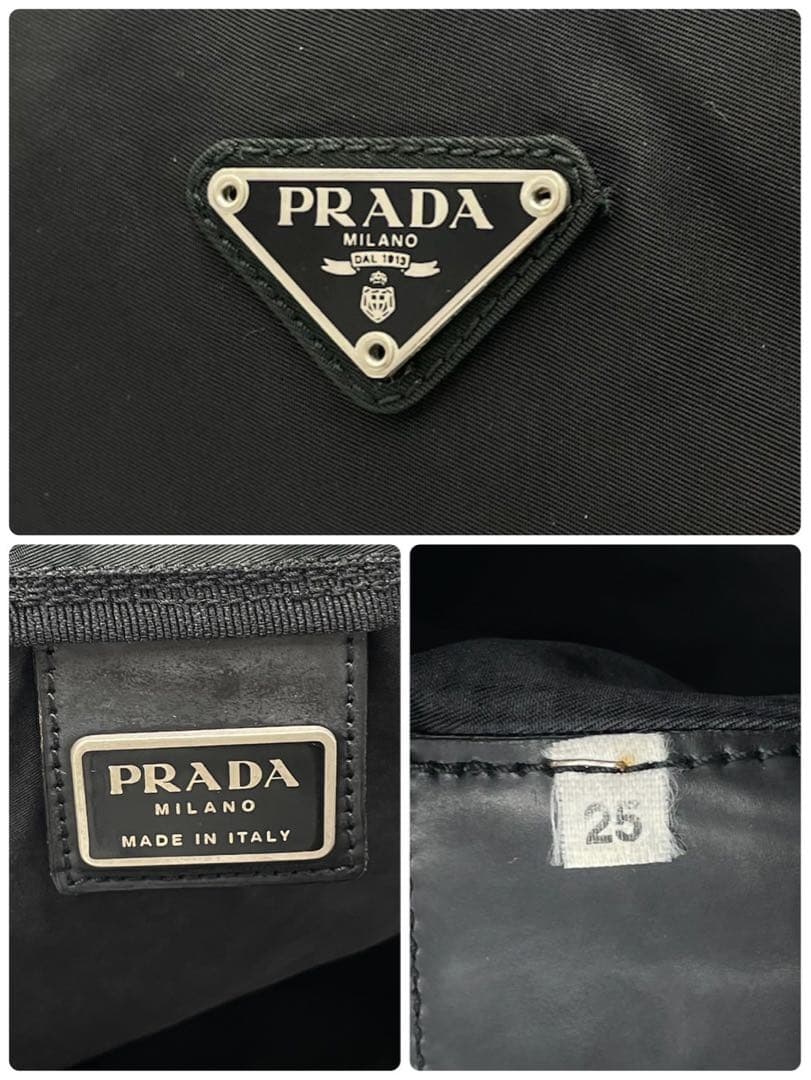 PRADA
MILANO
DAL 1913
PRADA
MILANO
MADE IN ITALY
25